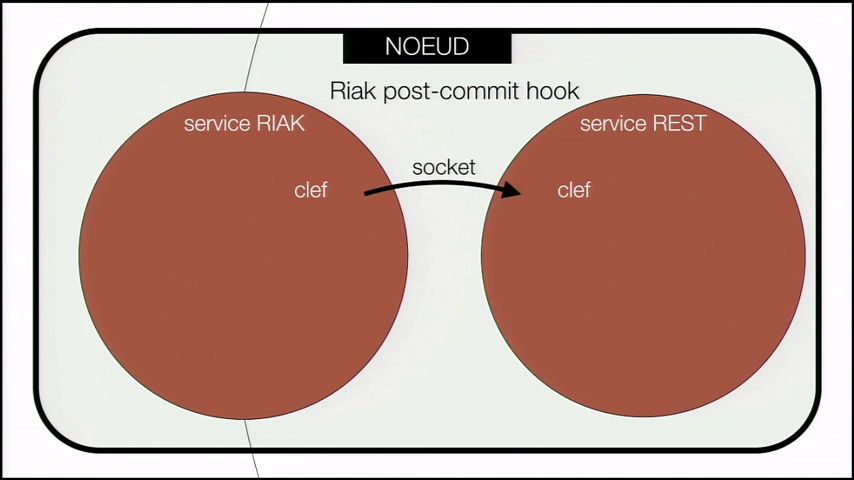 NOEUD
Riak post-commit hook
service RIAK
service REST
socket
clef
clef